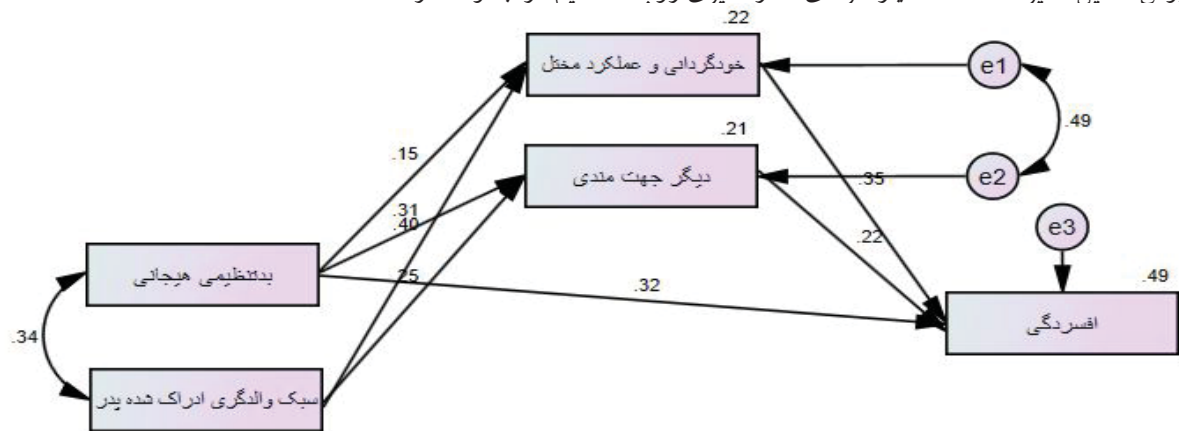 .22
خودگردانی و عملکرد مختل
e1
.49
.15
.21
دیگر جهت مندی
e2
.35
.31
.40
.22
e3
بدتنظیمی هیجانی
.25
.32
.49
افسردگی
.34
سبک والدگری ادراک شده پدر